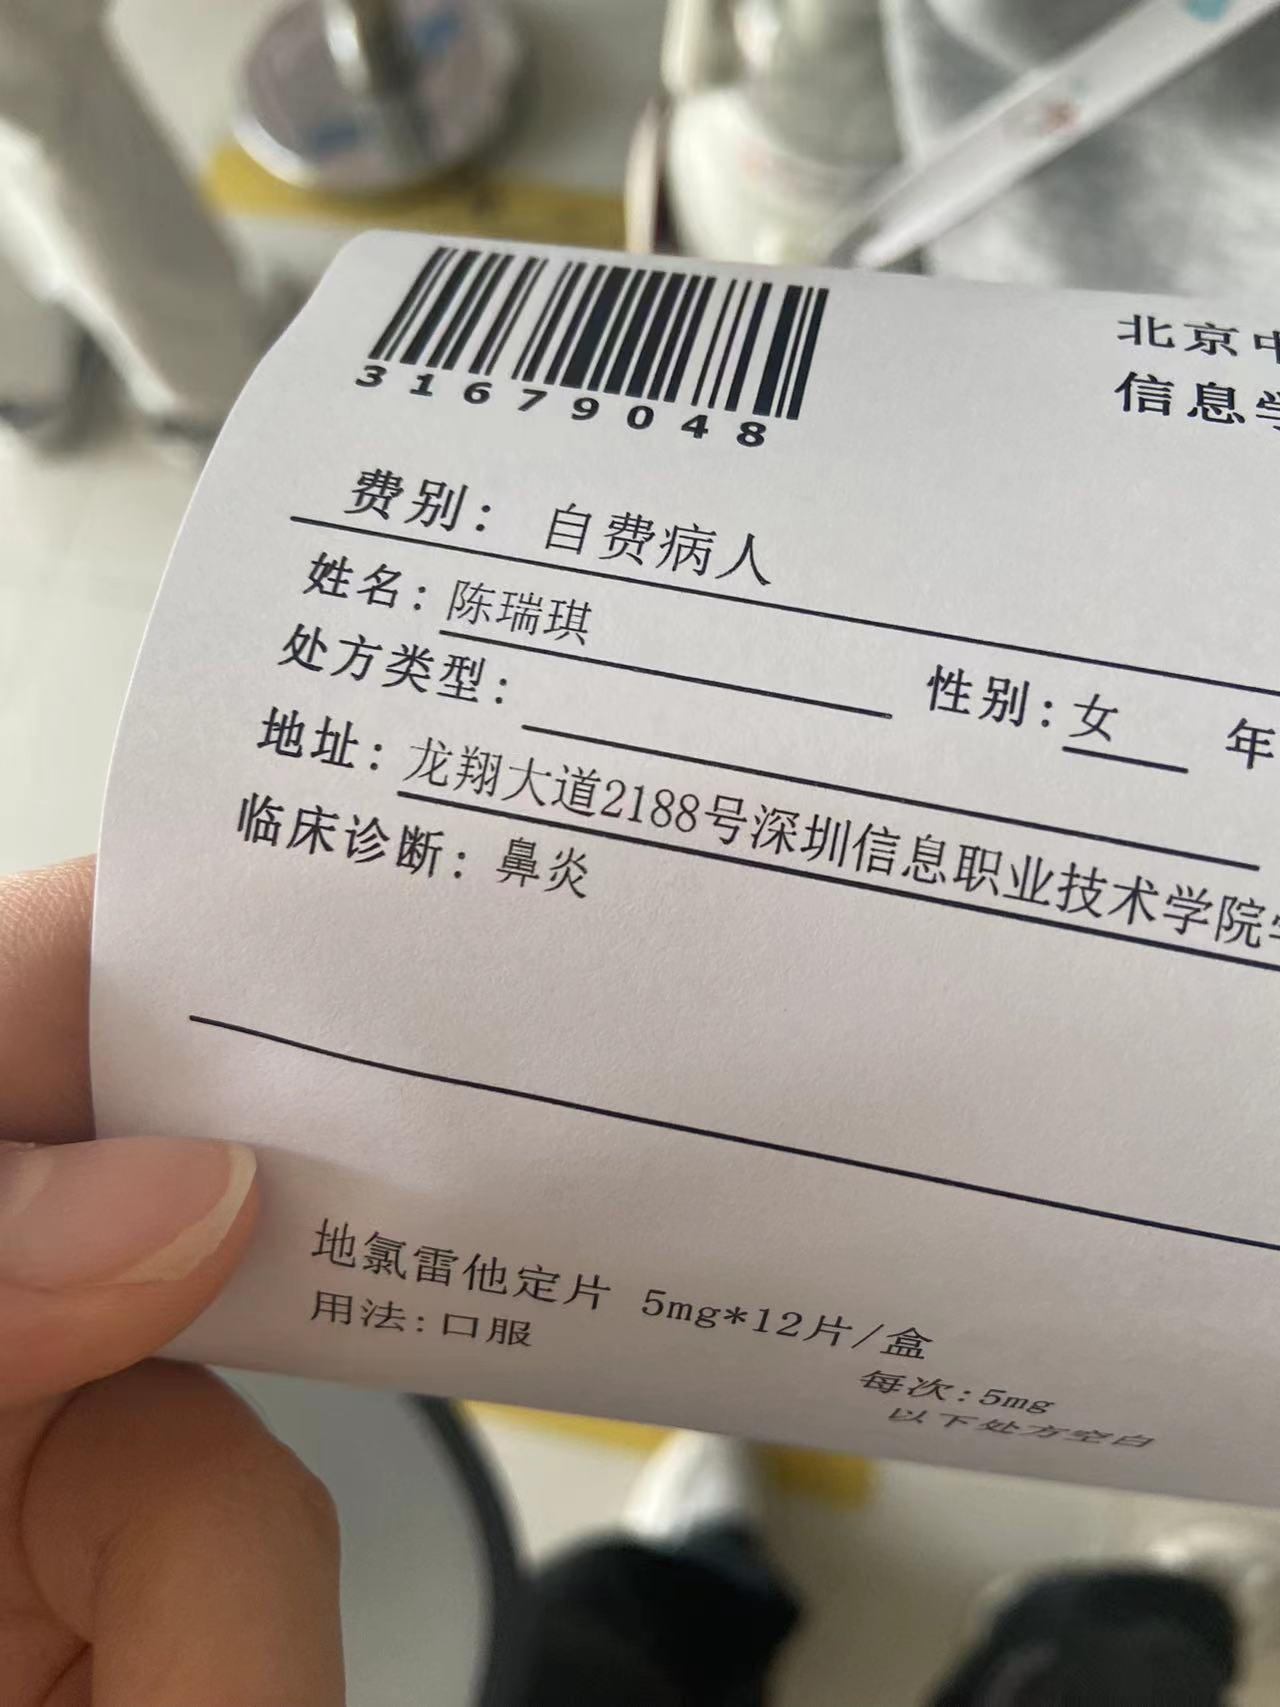 31679048
北京中
信息学
费别：自费病人
姓名：陈瑞琪 性别：女 年
处方类型：
地址：龙翔大道2188号深圳信息职业技术学院学
临床诊断：鼻炎
地氯雷他定片 5mg*12片/盒
用法：口服 每次：5mg
以下处方空白